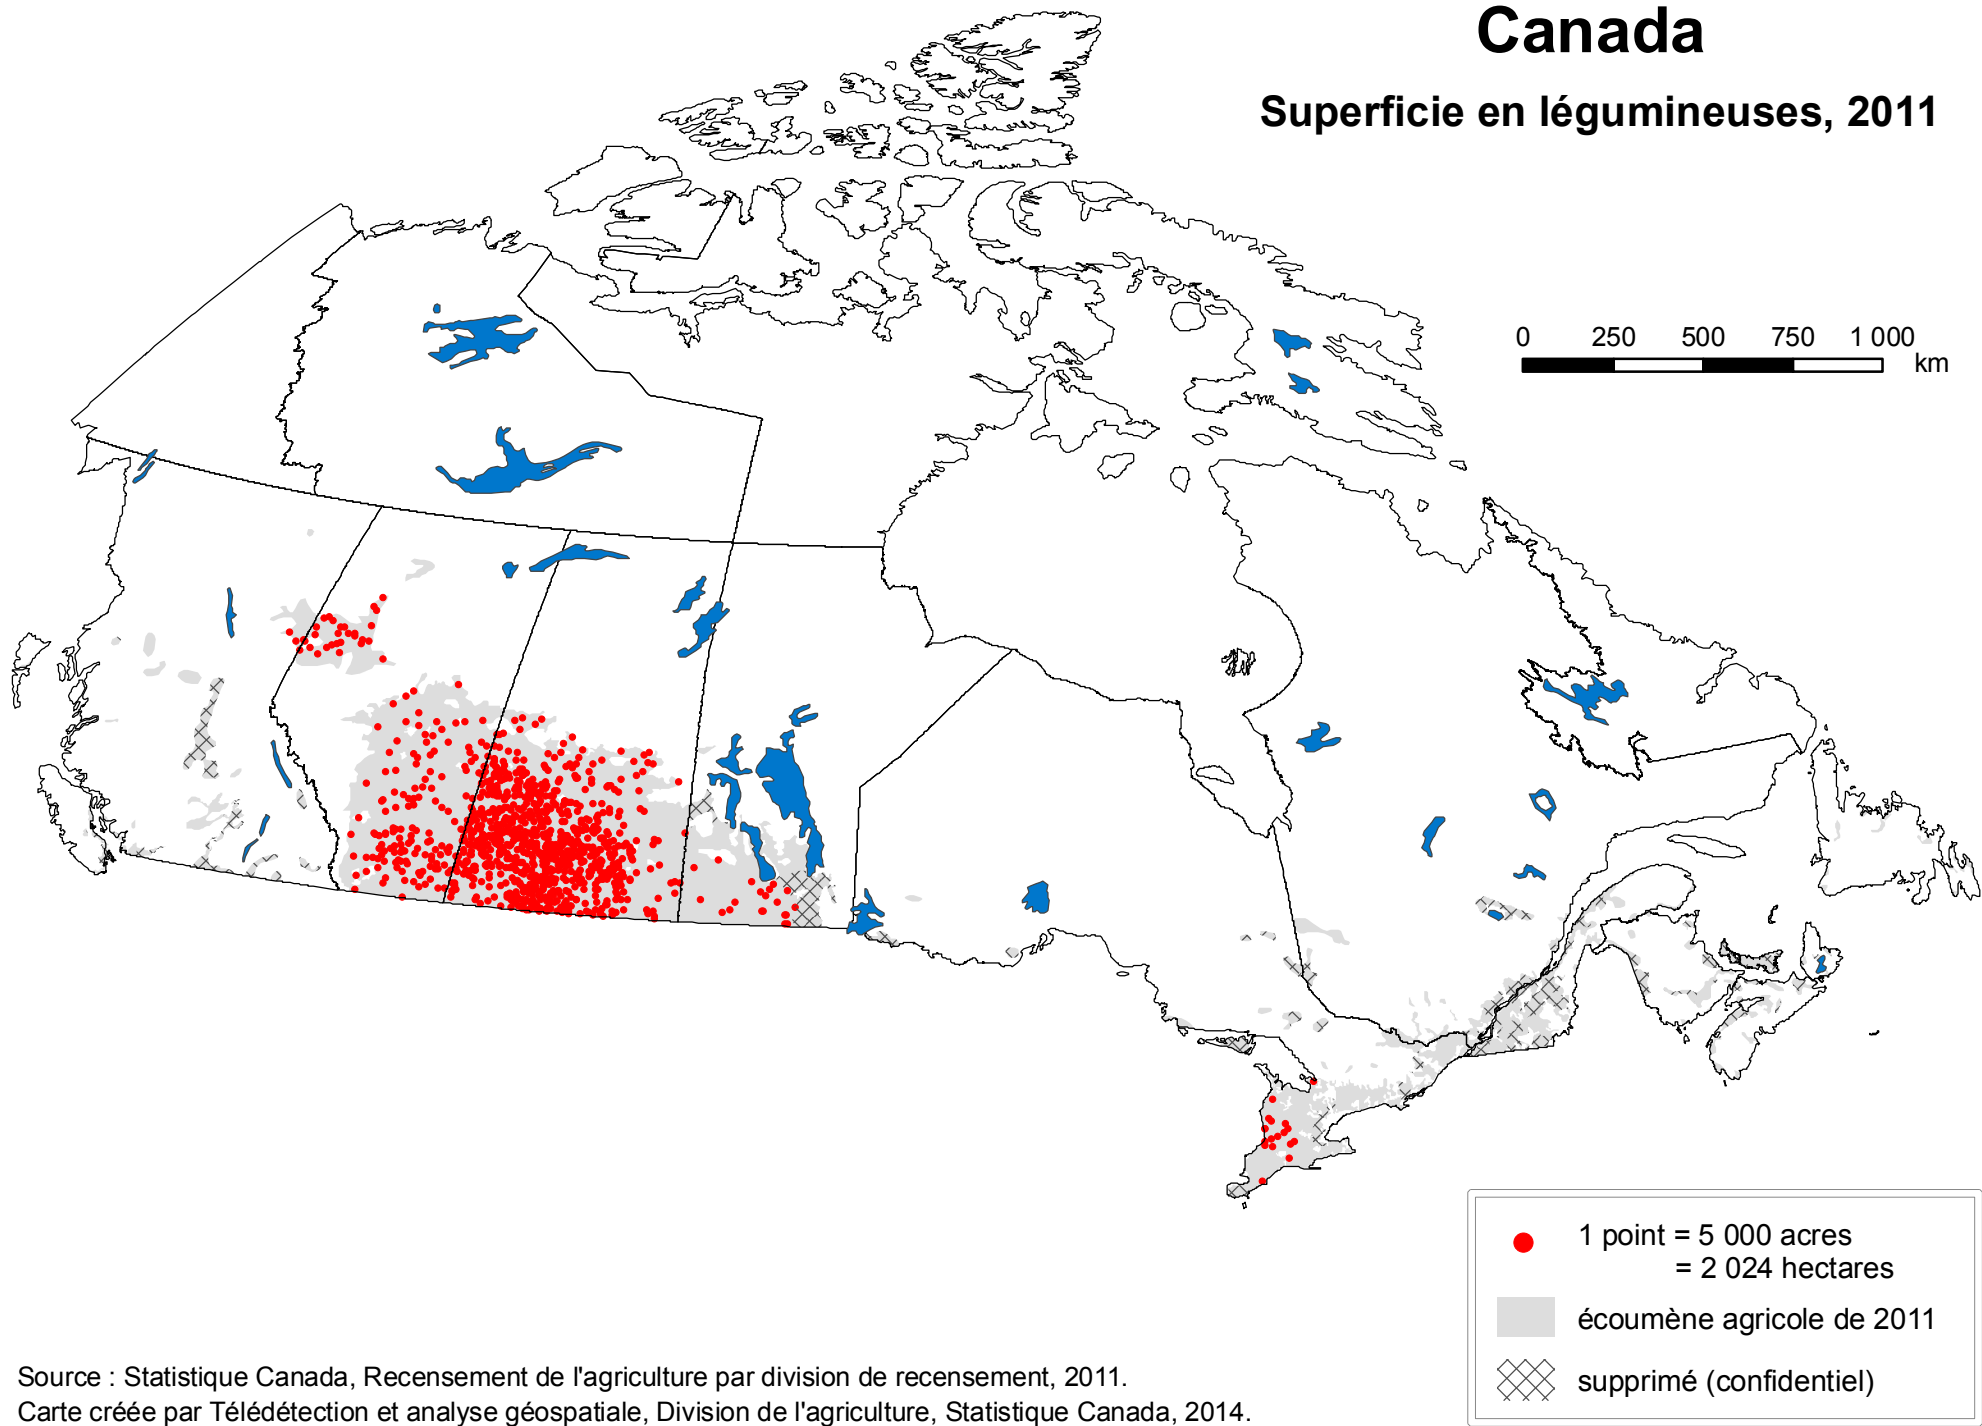 Canada
Superficie en légumineuses, 2011
0 250 500 750 1 000
km
1 point = 5 000 acres
= 2 024 hectares
écoumène agricole de 2011
supprimé (confidentiel)
Source : Statistique Canada, Recensement de l'agriculture par division de recensement, 2011.
Carte créée par Télédétection et analyse géospatiale, Division de l'agriculture, Statistique Canada, 2014.